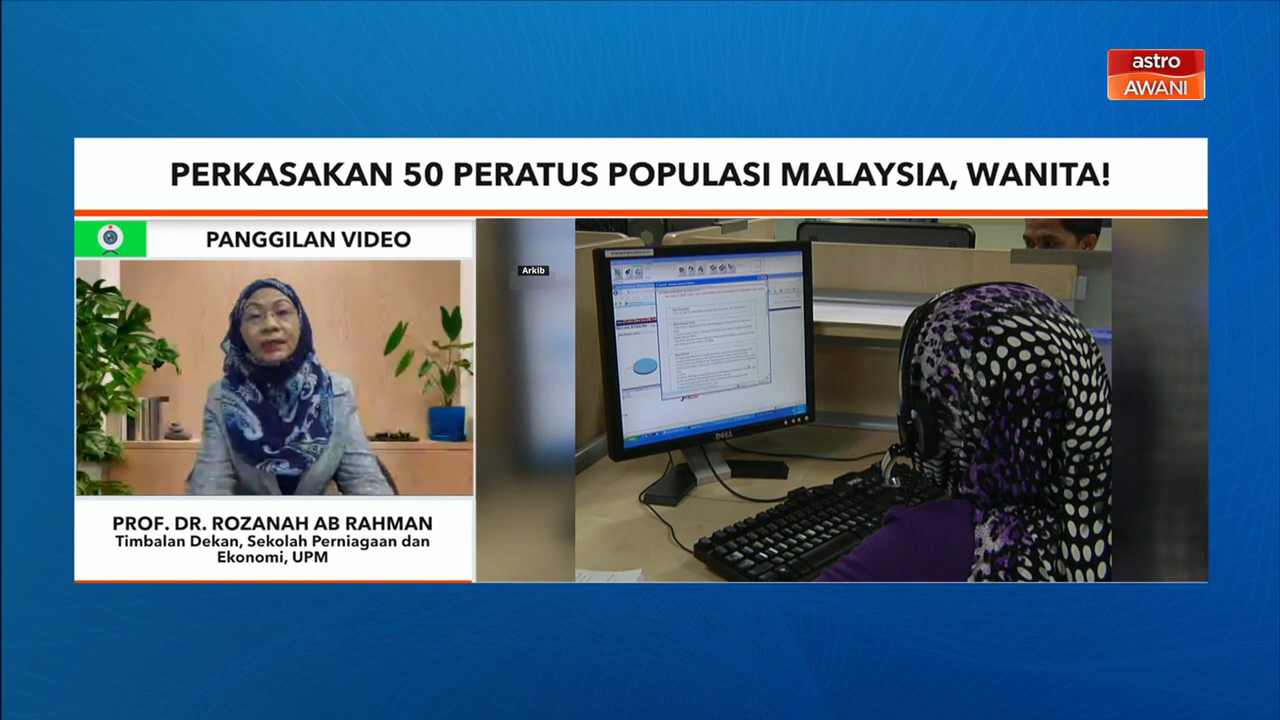 astro
AWANI
PERKASAKAN 50 PERATUS POPULASI MALAYSIA, WANITA!
PANGGILAN VIDEO
Arkib
DELL
PROF. DR. ROZANAH AB RAHMAN
Timbalan Dekan, Sekolah Perniagaan dan
Ekonomi, UPM